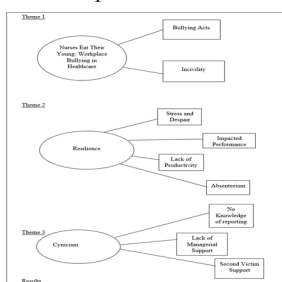 Theme 1
Bullying Acts
Nurses Eat Their
Young: Workplace
Bullying in
Healthcare
Incivility
Theme 2
Stress and
Despair
Resilience
Impacted
Performance
Lack of
Productivity
Absenteeism
No
Knowledge
of reporting
Theme 3
Cynicism
Lack of
Managerial
Support
Second Victim
Support
Results